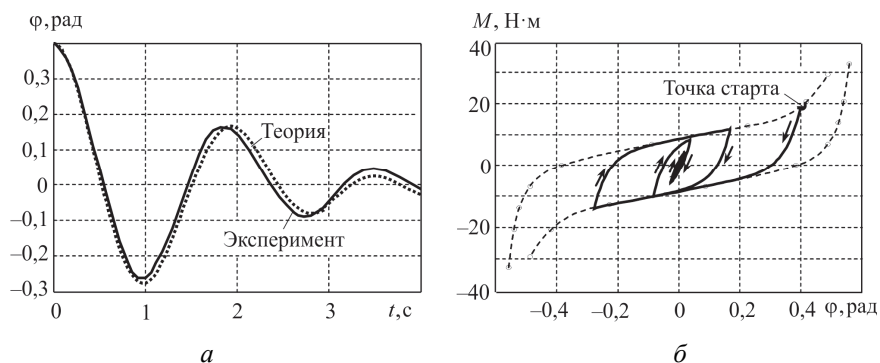 φ, рад
0,3
0,2
0,1
0
–0,1
–0,2
–0,3
Теория
Эксперимент
0
1
2
3
t, с
а
M, Н·м
40
20
0
–20
–40
Точка старта
–0,4
–0,2
0
0,2
0,4
φ, рад
б